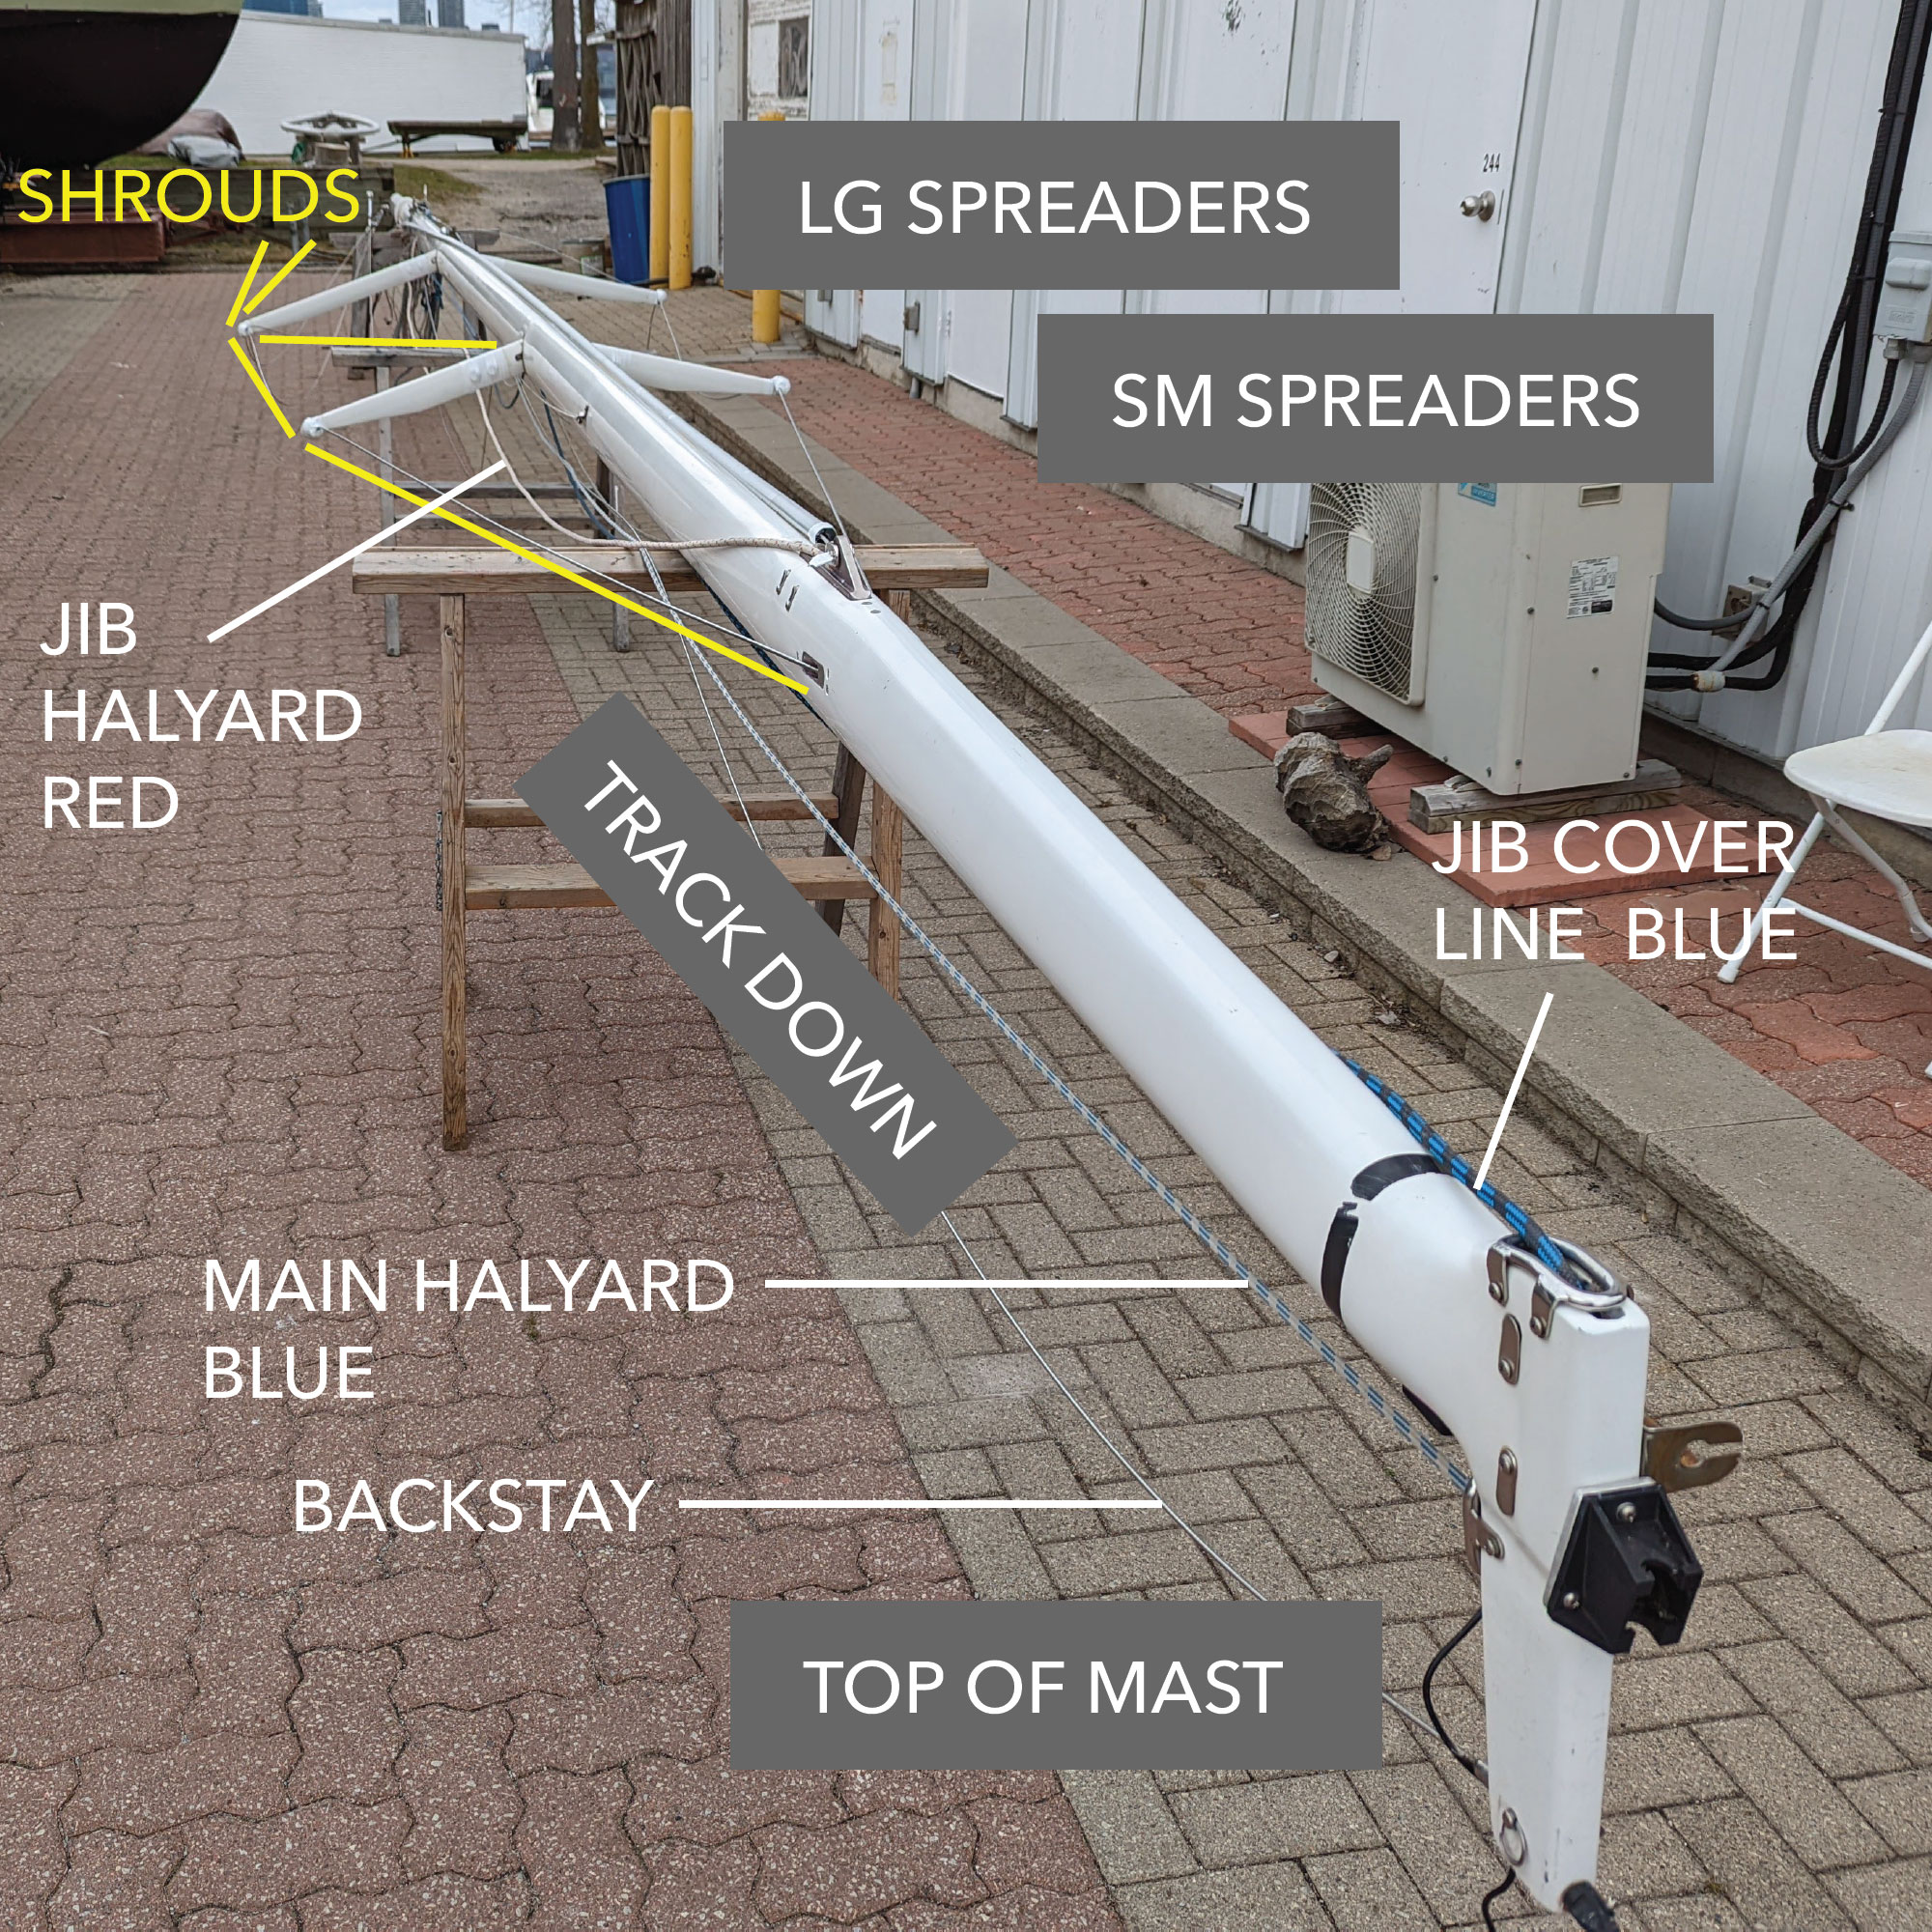 SHROUDS
LG SPREADERS
SM SPREADERS
244
JIB
HALYARD
RED
TRACK DOWN
JIB COVER
LINE  BLUE
MAIN HALYARD
BLUE
BACKSTAY
TOP OF MAST